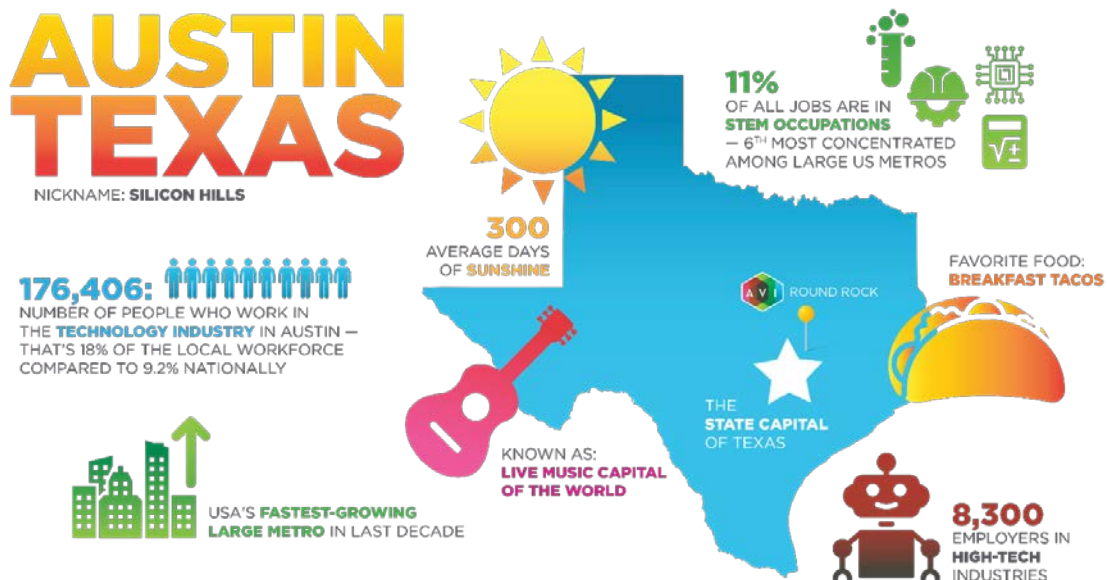 AUSTIN
TEXAS
NICKNAME: SILICON HILLS
11%
OF ALL JOBS ARE IN
STEM OCCUPATIONS
— 6TH MOST CONCENTRATED
AMONG LARGE US METROS
300
AVERAGE DAYS
OF SUNSHINE
176,406:
NUMBER OF PEOPLE WHO WORK IN
THE TECHNOLOGY INDUSTRY IN AUSTIN —
THAT'S 18% OF THE LOCAL WORKFORCE
COMPARED TO 9.2% NATIONALLY
AVI ROUND ROCK
FAVORITE FOOD:
BREAKFAST TACOS
THE
STATE CAPITAL
OF TEXAS
KNOWN AS:
LIVE MUSIC CAPITAL
OF THE WORLD
USA'S FASTEST-GROWING
LARGE METRO IN LAST DECADE
8,300
EMPLOYERS IN
HIGH-TECH
INDUSTRIES
√±